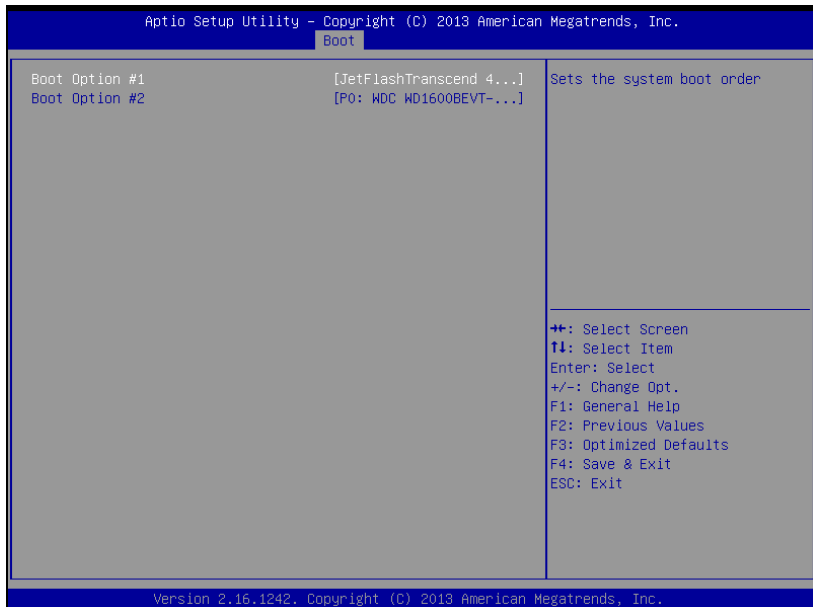 Aptio Setup Utility – Copyright (C) 2013 American Megatrends, Inc.
Boot
Boot Option #1 [JetFlashTranscend 4...]
Boot Option #2 [P0: WDC WD1600BEVT-...]
Sets the system boot order
→←: Select Screen
↑↓: Select Item
Enter: Select
+/-: Change Opt.
F1: General Help
F2: Previous Values
F3: Optimized Defaults
F4: Save & Exit
ESC: Exit
Version 2.16.1242. Copyright (C) 2013 American Megatrends, Inc.